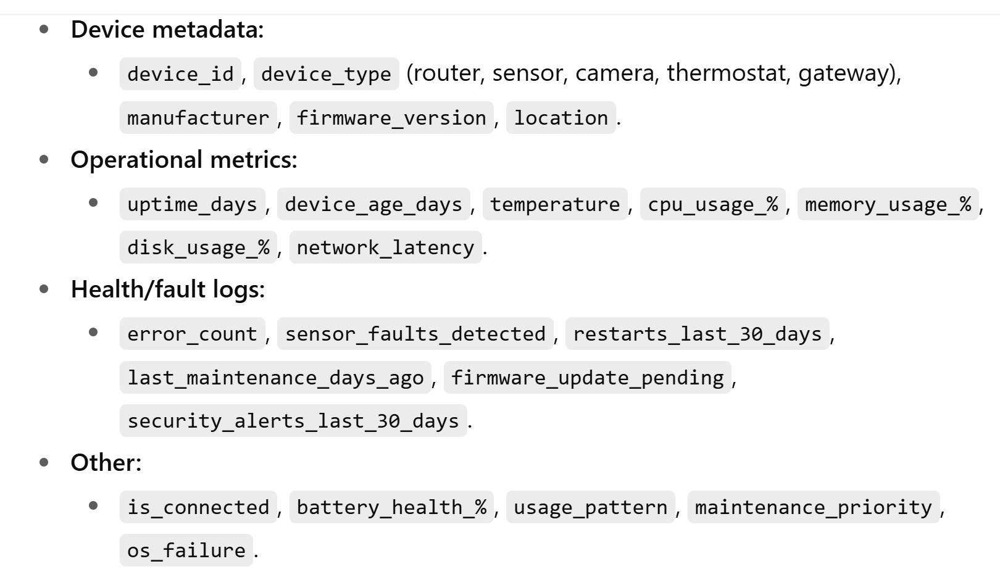 Device metadata:
device_id, device_type (router, sensor, camera, thermostat, gateway),
manufacturer, firmware_version, location.
Operational metrics:
uptime_days, device_age_days, temperature, cpu_usage_%, memory_usage_%,
disk_usage_%, network_latency.
Health/fault logs:
error_count, sensor_faults_detected, restarts_last_30_days,
last_maintenance_days_ago, firmware_update_pending,
security_alerts_last_30_days.
Other:
is_connected, battery_health_%, usage_pattern, maintenance_priority,
os_failure.